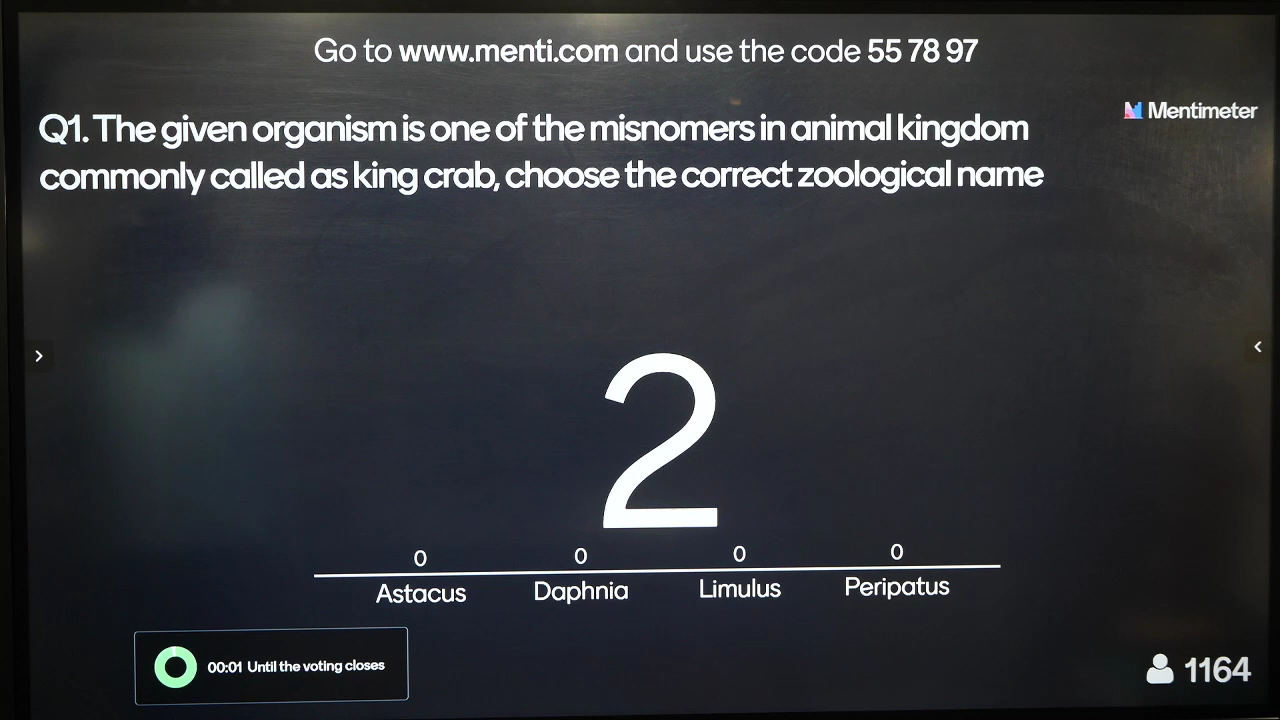 Go to www.menti.com and use the code 55 78 97
Mentimeter
Q1. The given organism is one of the misnomers in animal kingdom
commonly called as king crab, choose the correct zoological name
2
0 0 0 0
Astacus Daphnia Limulus Peripatus
00:01 Until the voting closes
1164